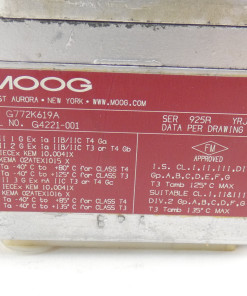 MOOG
ST AURORA • NEW YORK • WWW.MOOG.COM
G772K619A
L NO. G4221-001
SER 925R YR.
DATA PER DRAWING
II 1 G Ex Ia IIB/IIC T4 Ga
II 2 G Ex Ia IIB/IIC T3 or T4 Gb
IECEx KEM 10.0041X
KEMA 02ATEX1015 X
Ta -40°C to +60°C for CLASS T4
Ta -40°C to +125°C for CLASS T3
II 3 G Ex nA IIC T3 or T4 Gc
IECEx KEM 10.0041X
Ta -40°C to +85°C for CLASS T4
Ta -40°C to +135°C for CLASS T3
FM
APPROVED
I.S. CL.I,II,III,DI
Gp.A,B,C,D,E,F,G
T3 Tamb 125°C MAX
SUITABLE CL.I,II&II
DIV.2 Gp A,B,C,D,F,G
T3 Tamb 135°C MAX